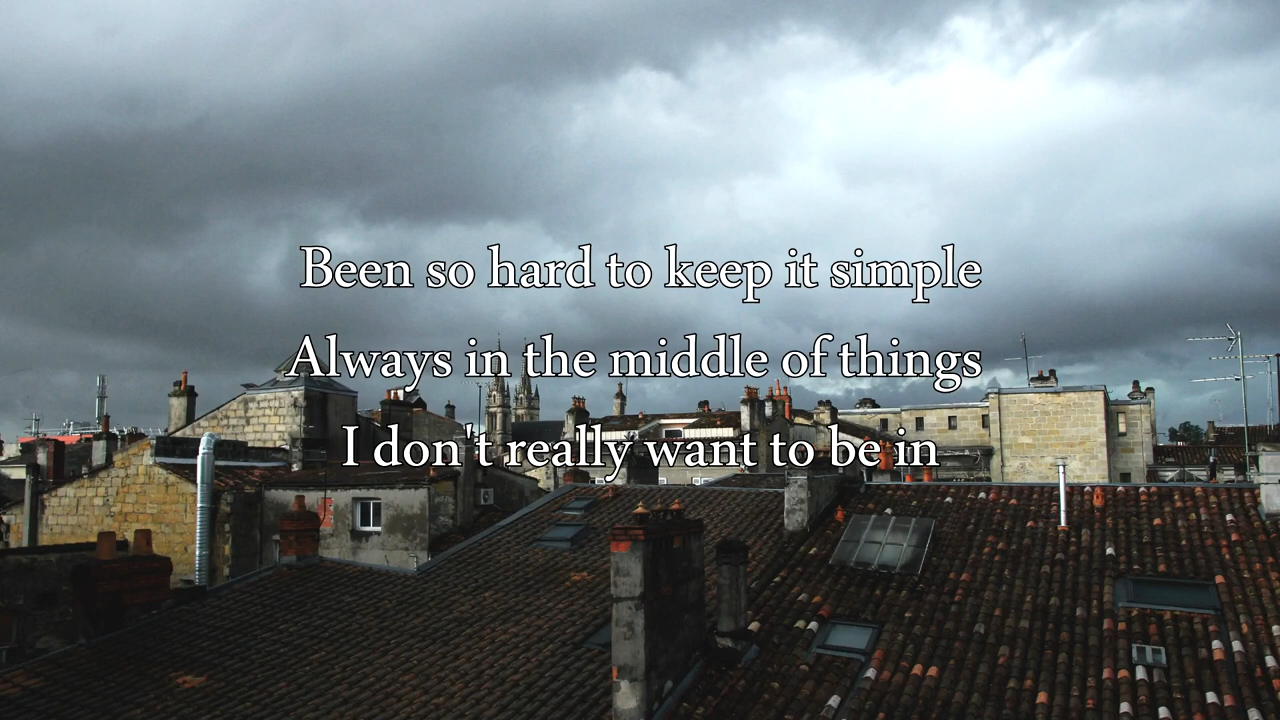 Been so hard to keep it simple
Always in the middle of things
I don't really want to be in